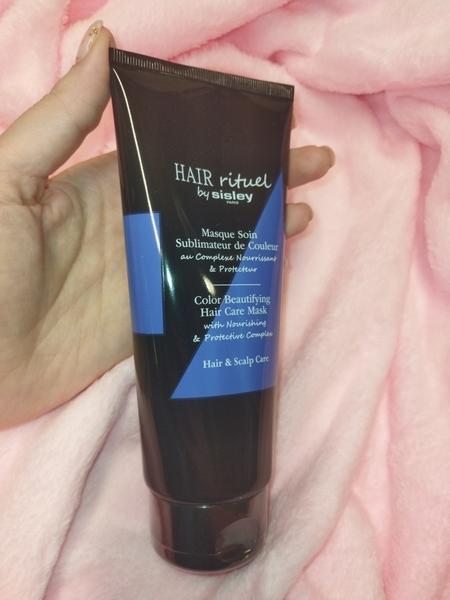 HAIR rituel
by sisley
PARIS
Masque Soin
Sublimateur de Couleur
au Complexe Nourrissant
& Protecteur
Color Beautifying
Hair Care Mask
with Nourishing
& Protective Complex
Hair & Scalp Care